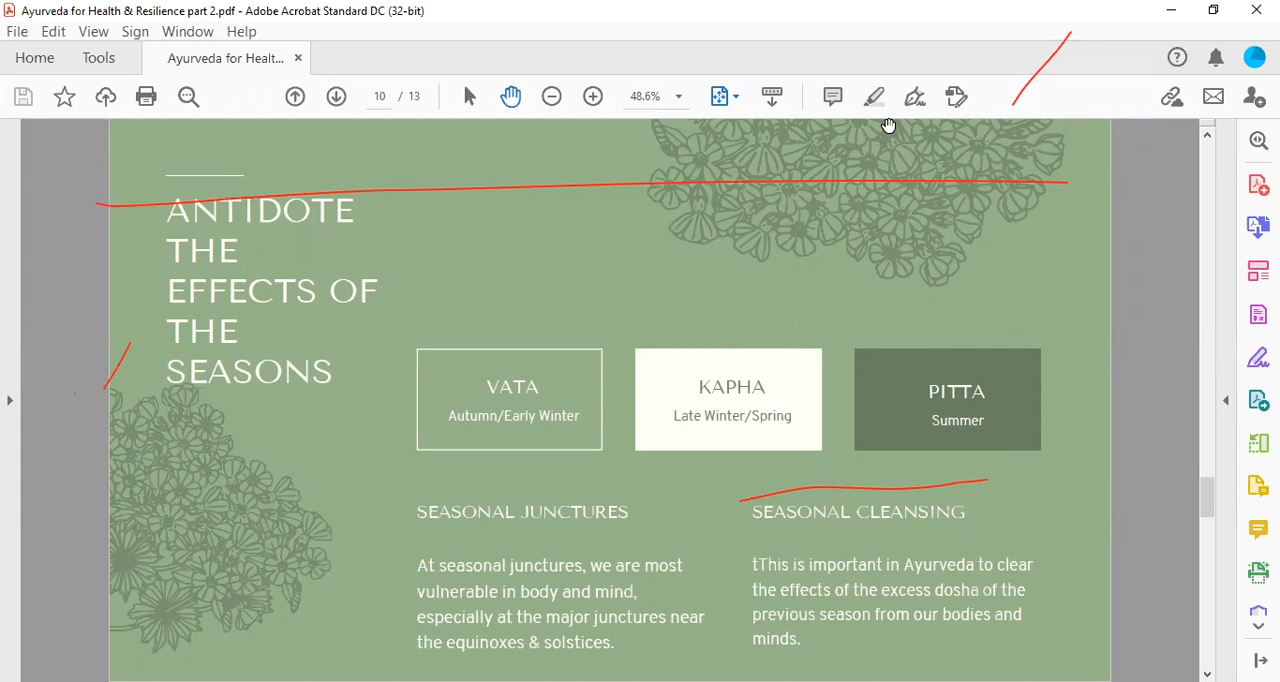 Ayurveda for Health & Resilience part 2.pdf - Adobe Acrobat Standard DC (32-bit)
File Edit View Sign Window Help
Home Tools Ayurveda for Healt... ×
10 / 13 48.6%
ANTIDOTE
THE
EFFECTS OF
THE
SEASONS
VATA
Autumn/Early Winter
KAPHA
Late Winter/Spring
PITTA
Summer
SEASONAL JUNCTURES
At seasonal junctures, we are most
vulnerable in body and mind,
especially at the major junctures near
the equinoxes & solstices.
SEASONAL CLEANSING
tThis is important in Ayurveda to clear
the effects of the excess dosha of the
previous season from our bodies and
minds.